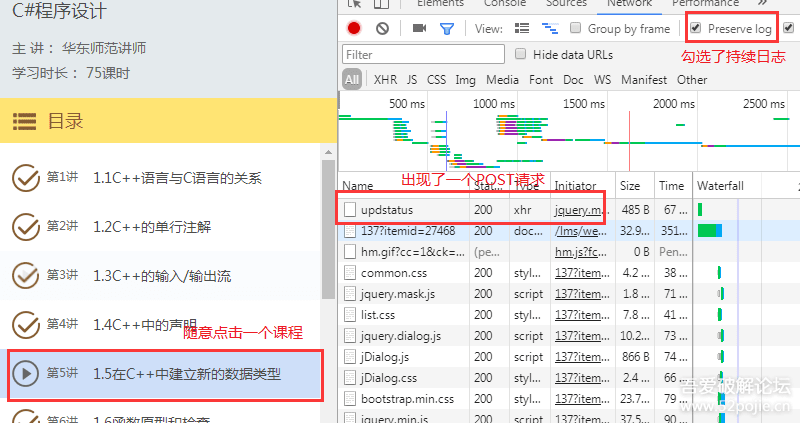 C#程序设计
主 讲： 华东师范讲师
学习时长： 75课时
目录
第1讲 1.1C++语言与C语言的关系
第2讲 1.2C++的单行注解
第3讲 1.3C++的输入/输出流
第4讲 1.4C++中的声明
随意点击一个课程
第5讲 1.5在C++中建立新的数据类型
第6讲 1.6函数原型和检查
Elements Console Sources Network Performance
View: Group by frame Preserve log
勾选了持续日志
Filter Hide data URLs
All XHR JS CSS Img Media Font Doc WS Manifest Other
500 ms 1000 ms 1500 ms 2000 ms 2500 ms
出现了一个POST请求
Name Stat... Type Initiator Size Time Waterfall
updstatus 200 xhr jquery.m... 485 B 67 ...
137?itemid=27468 200 doc... /lms/we... 32.9... 351...
hm.gif?cc=1&ck=... (pe... hm.js?fc... 0 B Pen...
common.css 200 styl... 137?item... 4.2 ... 38 ...
jquery.mask.js 200 script 137?item... 1.8 ... 71 ...
list.css 200 styl... 137?item... 7.8 ... 41 ...
jquery.dialog.js 200 script 137?item... 10.2... 73 ...
jDialog.js 200 script 137?item... 866 B 74 ...
jDialog.css 200 styl... 137?item... 2.4 ... 66 ...
bootstrap.min.css 200 styl... 137?item... 23.7... 79 ...
jquery.min.js 200 script 137?item... 37.5... 90 ...
吾爱破解论坛
www.52pojie.cn